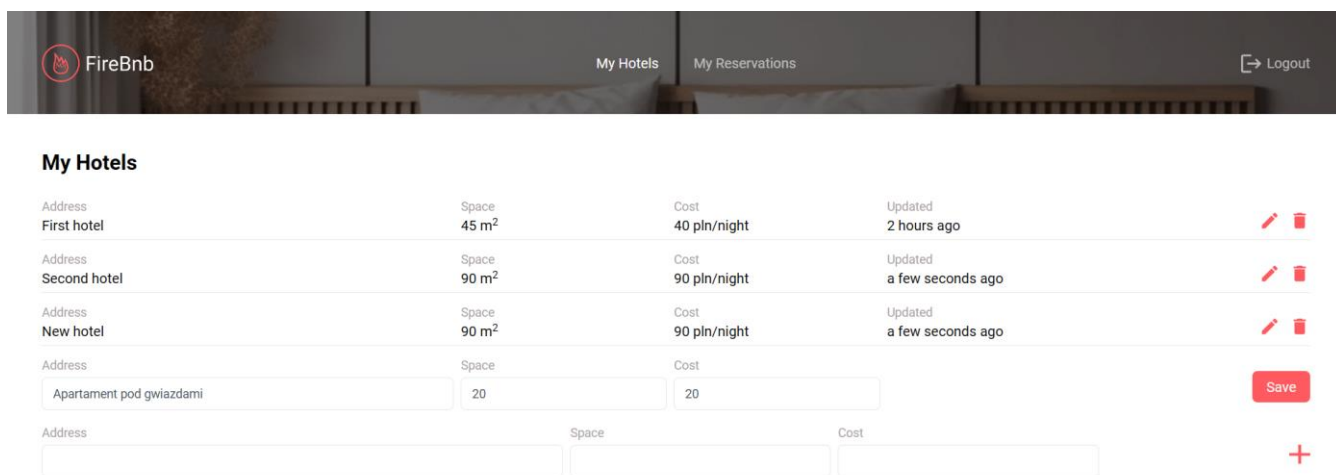 FireBnb My Hotels My Reservations Logout
My Hotels
Address Space Cost Updated
First hotel 45 m² 40 pln/night 2 hours ago
Address Space Cost Updated
Second hotel 90 m² 90 pln/night a few seconds ago
Address Space Cost Updated
New hotel 90 m² 90 pln/night a few seconds ago
Address Space Cost
Apartament pod gwiazdami 20 20 Save
Address Space Cost